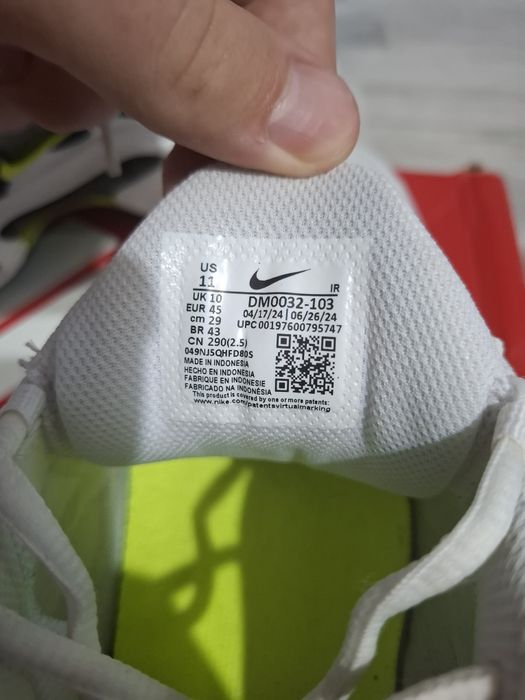 US
11
IR
UK 10
DM0032-103
EUR 45
04/17/24 | 06/26/24
cm 29
UPC 00197600795747
BR 43
CN 290(2.5)
049NJ5QHFD80S
MADE IN INDONESIA
HECHO EN INDONESIA
FABRIQUE EN INDONESIE
FABRICADO NA INDONÉSIA
This product is covered by one or more patents:
www.nike.com/patentsvirtualmarking